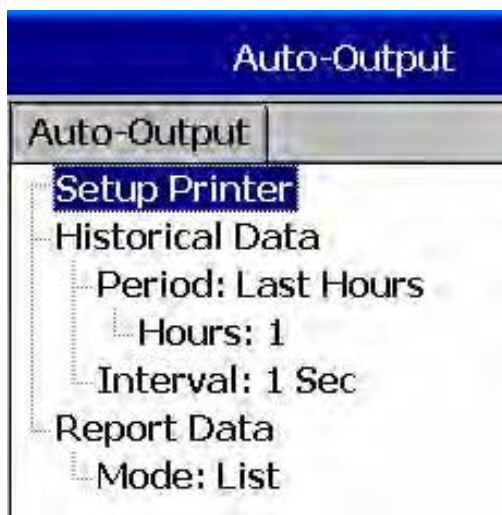 Auto-Output
Auto-Output
Setup Printer
Historical Data
Period: Last Hours
Hours: 1
Interval: 1 Sec
Report Data
Mode: List